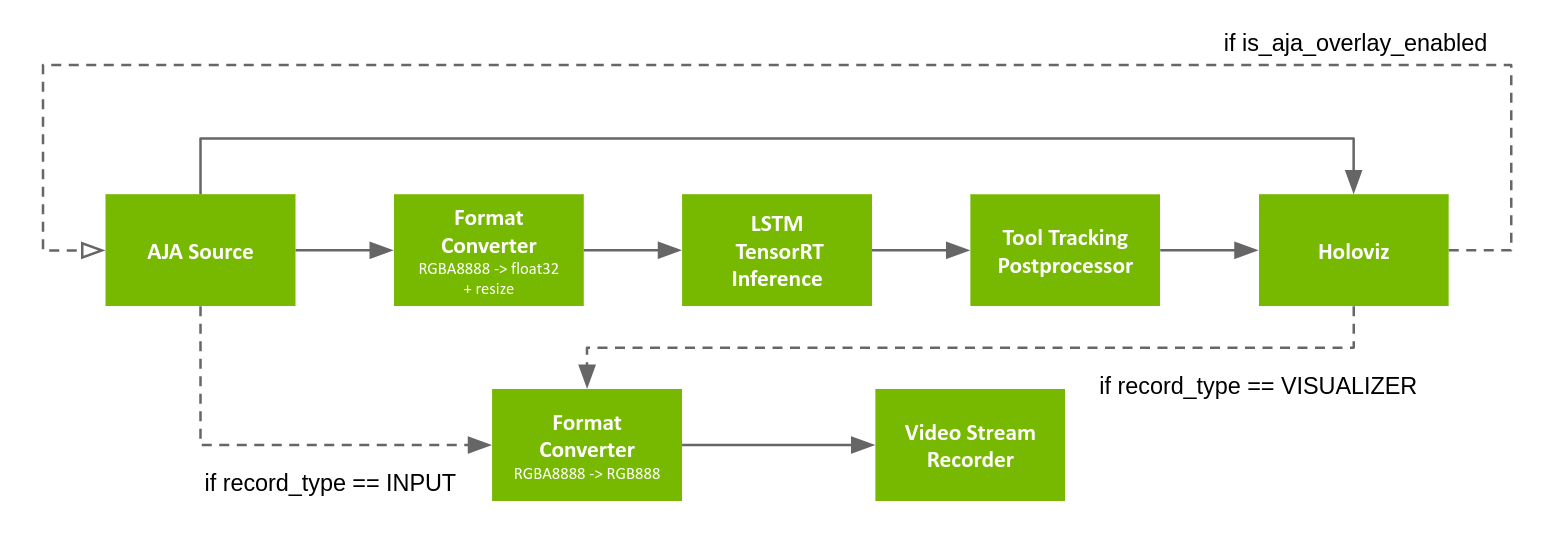 if is_aja_overlay_enabled
AJA Source
Format
Converter
RGBA8888 -> float32
+ resize
LSTM
TensorRT
Inference
Tool Tracking
Postprocessor
Holoviz
if record_type == VISUALIZER
Format
Converter
RGBA8888 -> RGB888
Video Stream
Recorder
if record_type == INPUT